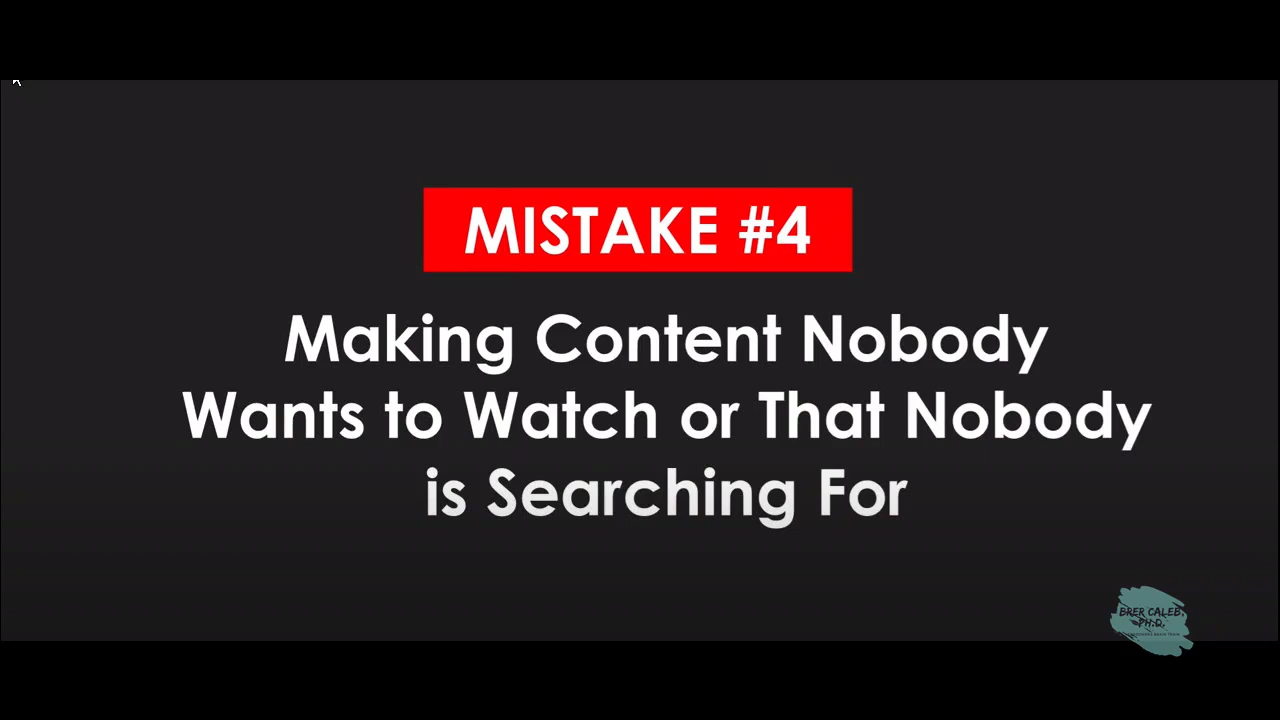 MISTAKE #4
Making Content Nobody
Wants to Watch or That Nobody
is Searching For
BRER CALEB,
PH.D.